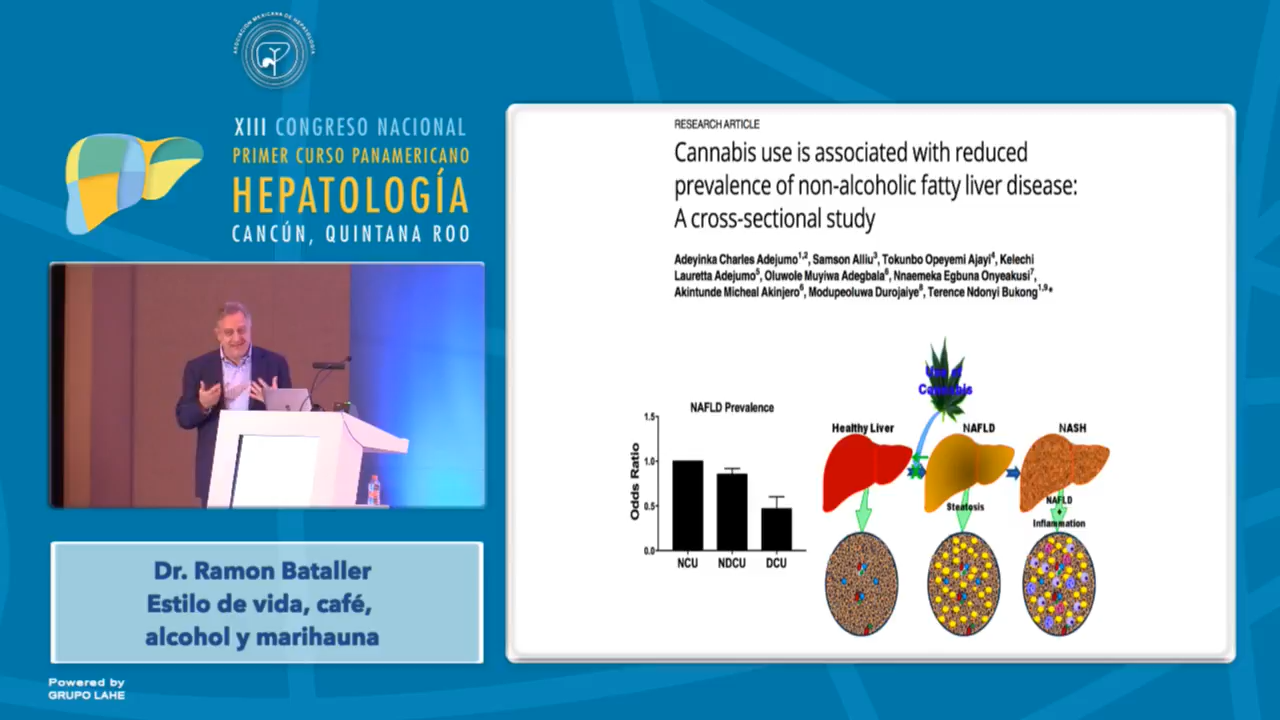 ASOCIACIÓN MEXICANA DE HEPATOLOGÍA
XIII CONGRESO NACIONAL
PRIMER CURSO PANAMERICANO
HEPATOLOGÍA
CANCÚN, QUINTANA ROO
Dr. Ramon Bataller
Estilo de vida, café,
alcohol y marihauna
Powered by
GRUPO LAHE
RESEARCH ARTICLE
Cannabis use is associated with reduced
prevalence of non-alcoholic fatty liver disease:
A cross-sectional study
Adeyinka Charles Adejumo1,2, Samson Alliu3, Tokunbo Opeyemi Ajayi4, Kelechi
Lauretta Adejumo5, Oluwole Muyiwa Adegbala6, Nnaemeka Egbuna Onyeakusi7,
Akintunde Micheal Akinjero6, Modupeoluwa Durojaiye8, Terence Ndonyi Bukong1,9*
NAFLD Prevalence
Odds Ratio
1.5
1.0
0.5
0.0
NCU NDCU DCU
Use of
Cannabis
Healthy Liver NAFLD NASH
Steatosis
NAFLD
+
Inflammation